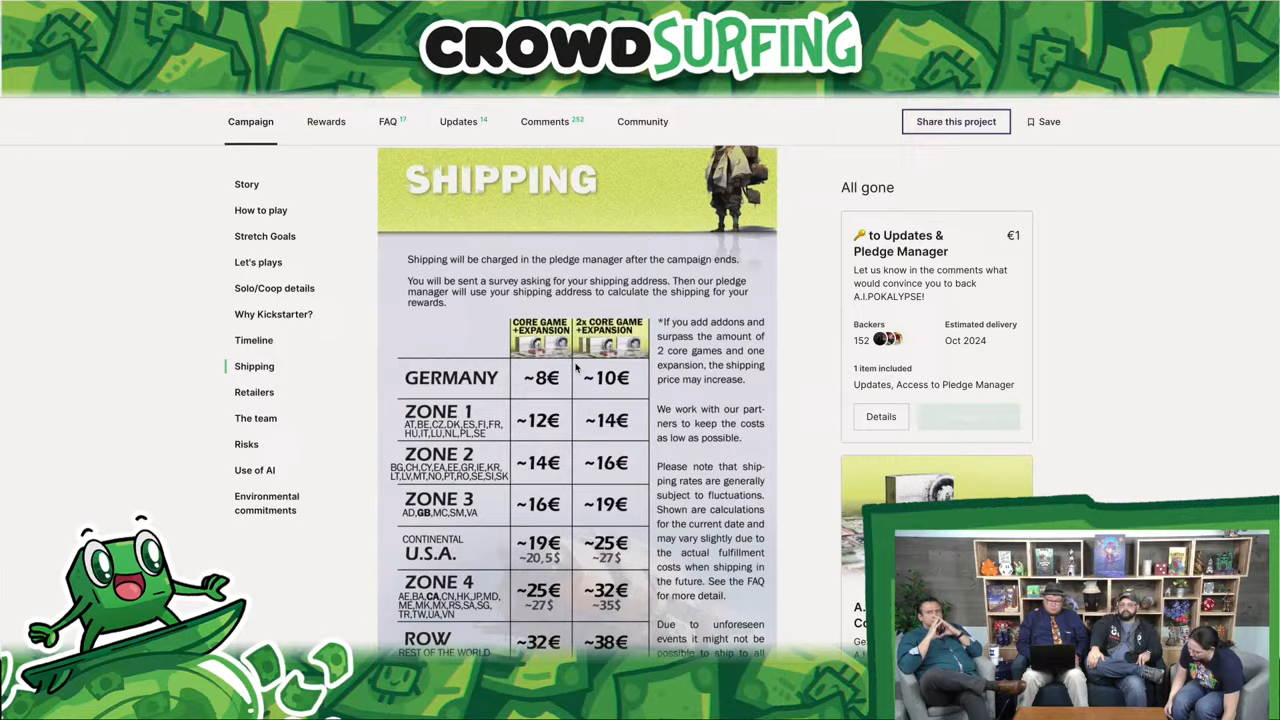 CROWDSURFING
Campaign
Rewards
FAQ 17
Updates 14
Comments 252
Community
Share this project
Save
Story
How to play
Stretch Goals
Let's plays
Solo/Coop details
Why Kickstarter?
Timeline
Shipping
Retailers
The team
Risks
Use of AI
Environmental
commitments
SHIPPING
Shipping will be charged in the pledge manager after the campaign ends.
You will be sent a survey asking for your shipping address. Then our pledge
manager will use your shipping address to calculate the shipping for your
rewards.
CORE GAME
+EXPANSION
2x CORE GAME
+EXPANSION
GERMANY ~8€ ~10€
ZONE 1 ~12€ ~14€
AT,BE,CZ,DK,ES,FI,FR,
HU,IT,LU,NL,PL,SE
ZONE 2 ~14€ ~16€
BG,CH,CY,EA,EE,GR,IE,KR,
LT,LV,MT,NO,PT,RO,SE,SI,SK
ZONE 3 ~16€ ~19€
AD,GB,MC,SM,VA
CONTINENTAL
U.S.A. ~19€ ~25€
~20,5$ ~27$
ZONE 4 ~25€ ~32€
AE,BA,CA,CN,HK,JP,MD,
ME,MK,MX,RS,SA,SG,
TR,TW,UA,VN
~27$ ~35$
ROW ~32€ ~38€
REST OF THE WORLD
*If you add addons and
surpass the amount of
2 core games and one
expansion, the shipping
price may increase.
We work with our part-
ners to keep the costs
as low as possible.
Please note that ship-
ping rates are generally
subject to fluctuations.
Shown are calculations
for the current date and
may vary slightly due to
the actual fulfillment
costs when shipping in
the future. See the FAQ
for more detail.
Due to unforeseen
events it might not be
possible to ship to all
All gone
to Updates & €1
Pledge Manager
Let us know in the comments what
would convince you to back
A.I.POKALYPSE!
Backers
152
Estimated delivery
Oct 2024
1 item included
Updates, Access to Pledge Manager
Details